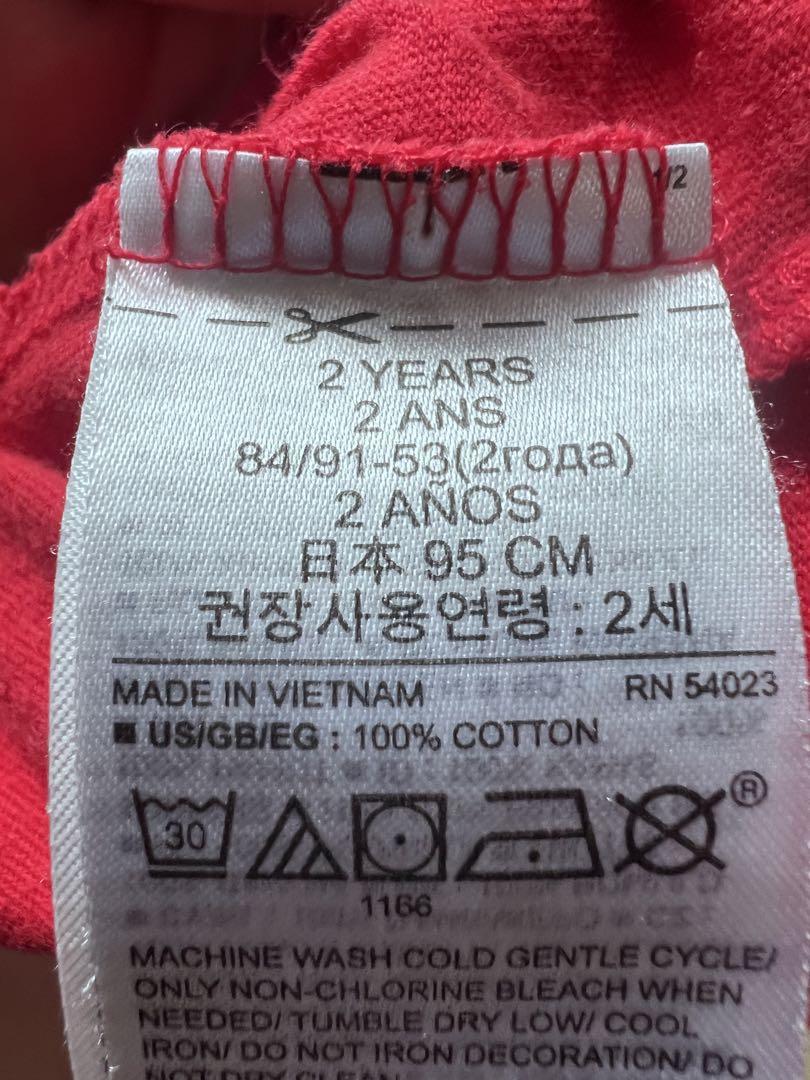 1/2
2 YEARS
2 ANS
84/91-53(2года)
2 AÑOS
日本 95 CM
권장사용연령 : 2세
MADE IN VIETNAM RN 54023
US/GB/EG : 100% COTTON
30 ®
1166
MACHINE WASH COLD GENTLE CYCLE/
ONLY NON-CHLORINE BLEACH WHEN
NEEDED/ TUMBLE DRY LOW/ COOL
IRON/ DO NOT IRON DECORATION/ DO
NOT DRY CLEAN